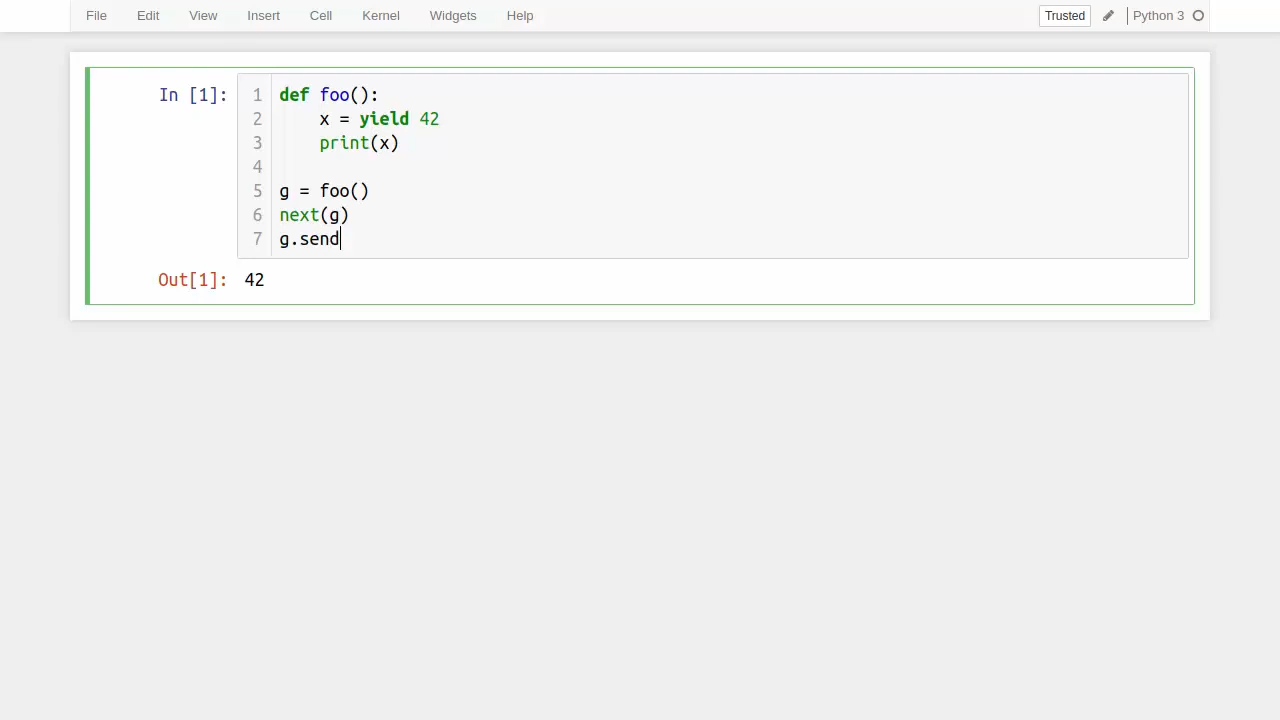 File Edit View Insert Cell Kernel Widgets Help Trusted Python 3
In [1]:
1 def foo():
2     x = yield 42
3     print(x)
4
5 g = foo()
6 next(g)
7 g.send
Out[1]: 42